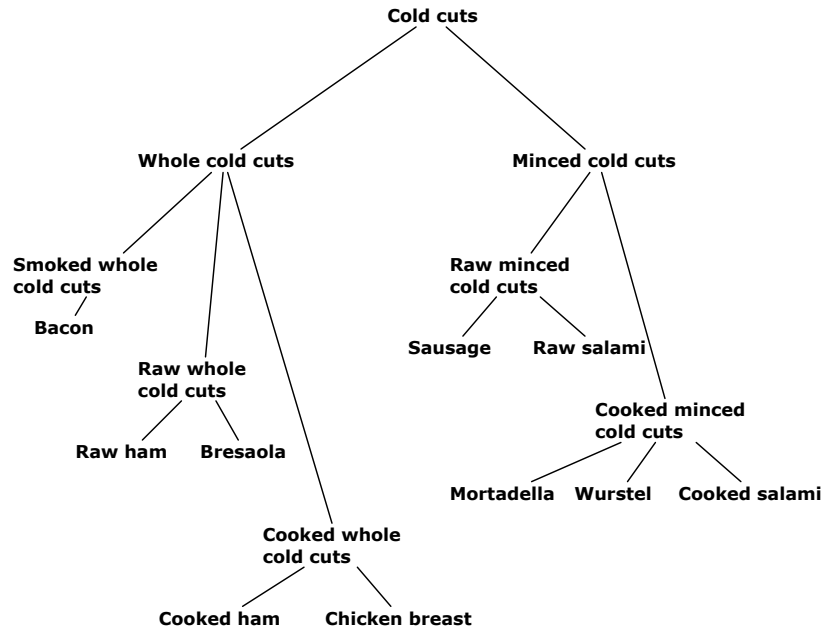 Cold cuts
Whole cold cuts
Minced cold cuts
Smoked whole
cold cuts
Raw minced
cold cuts
Bacon
Sausage
Raw salami
Raw whole
cold cuts
Cooked minced
cold cuts
Raw ham
Bresaola
Mortadella
Wurstel
Cooked salami
Cooked whole
cold cuts
Cooked ham
Chicken breast